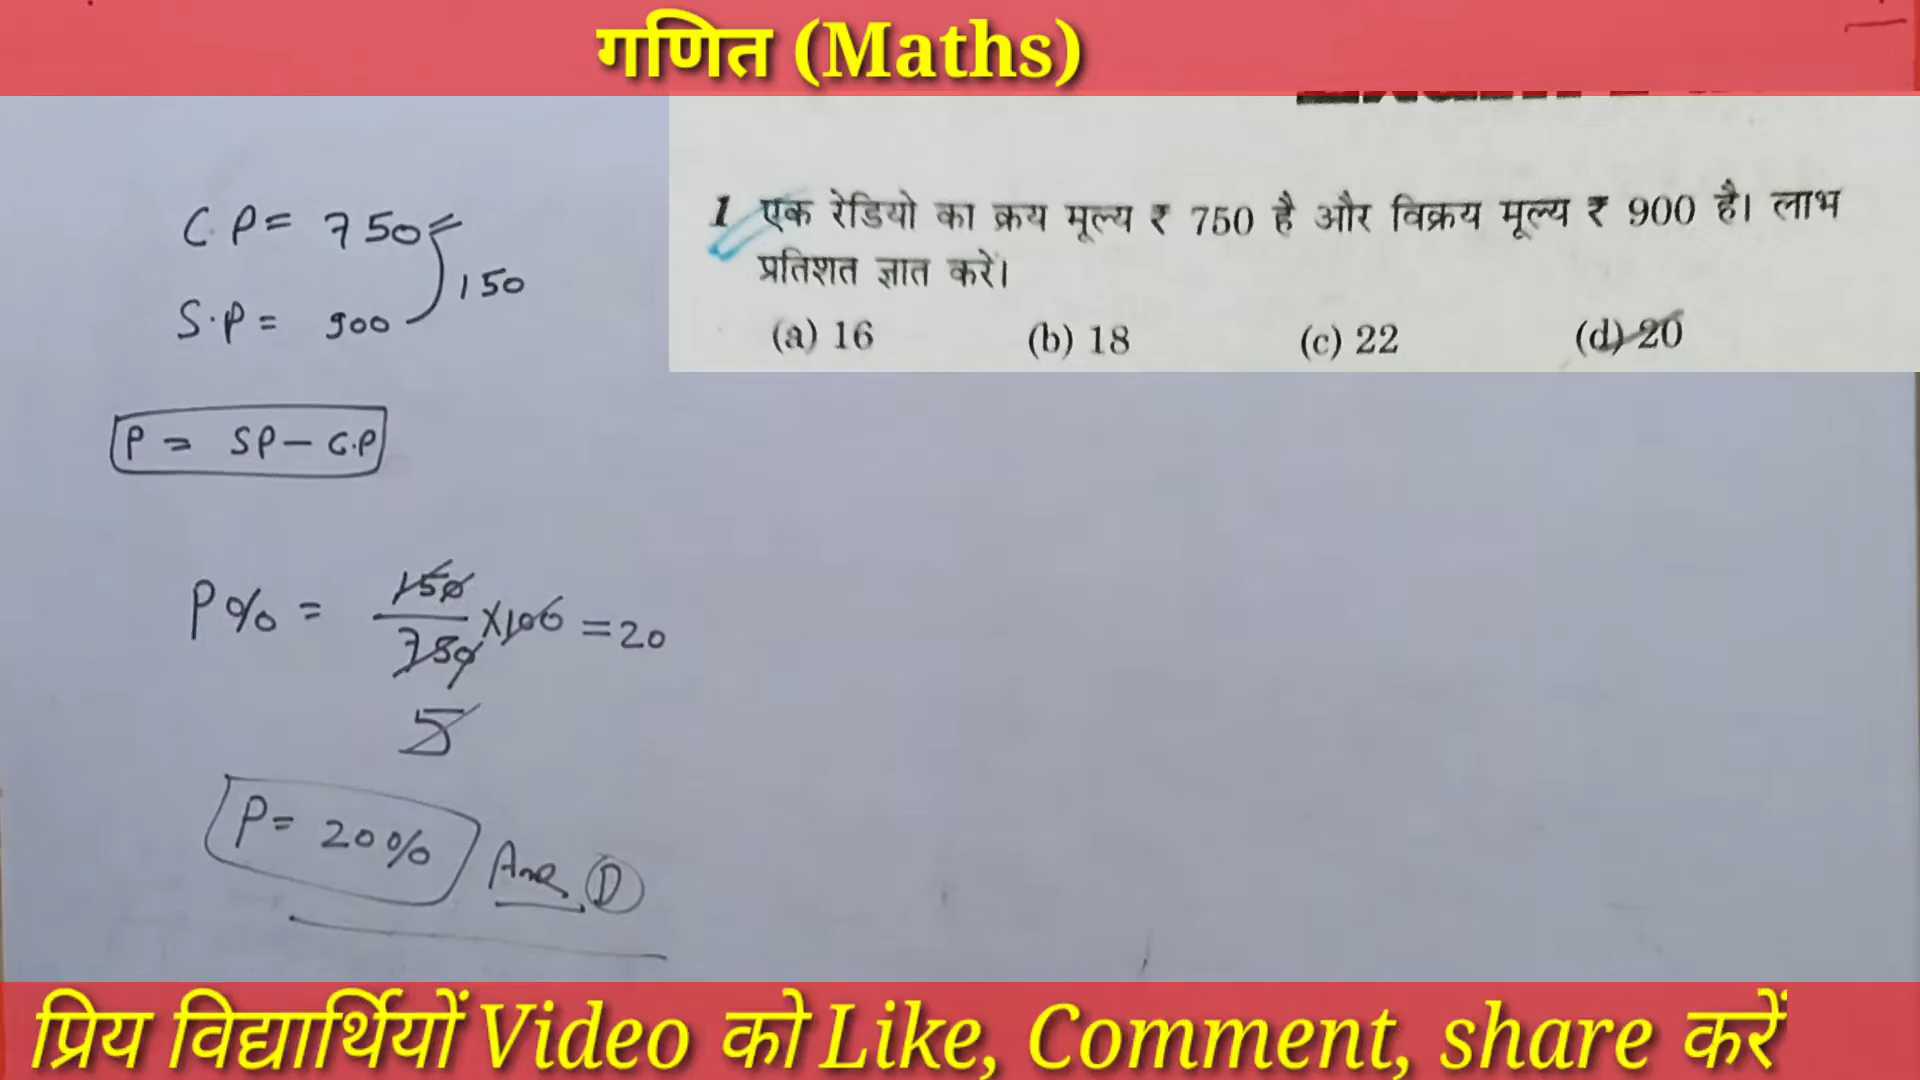 गणित (Maths)
C.P = 750
150
S.P = 900
P = SP - C.P
P% = 150/750 ×100 = 20
5
P = 20% Ans D
1 एक रेडियो का क्रय मूल्य ₹ 750 है और विक्रय मूल्य ₹ 900 है। लाभ
प्रतिशत ज्ञात करें।
(a) 16 (b) 18 (c) 22 (d) 20
प्रिय विद्यार्थियों Video को Like, Comment, share करें